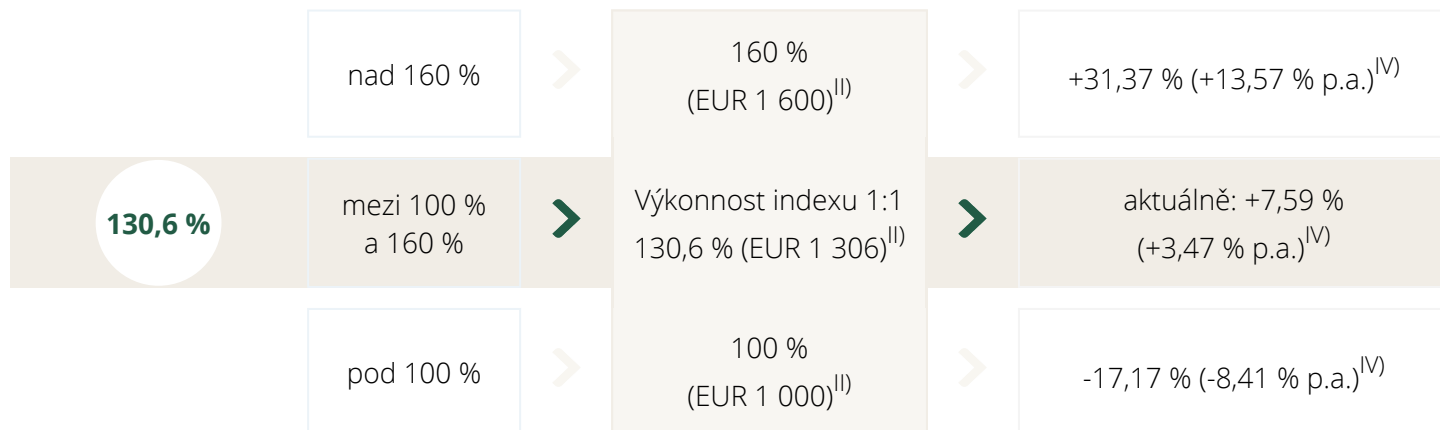 nad 160 %
160 %
(EUR 1 600)II)
+31,37 % (+13,57 % p.a.)IV)
130,6 %
mezi 100 %
a 160 %
Výkonnost indexu 1:1
130,6 % (EUR 1 306)II)
aktuálně: +7,59 %
(+3,47 % p.a.)IV)
pod 100 %
100 %
(EUR 1 000)II)
-17,17 % (-8,41 % p.a.)IV)